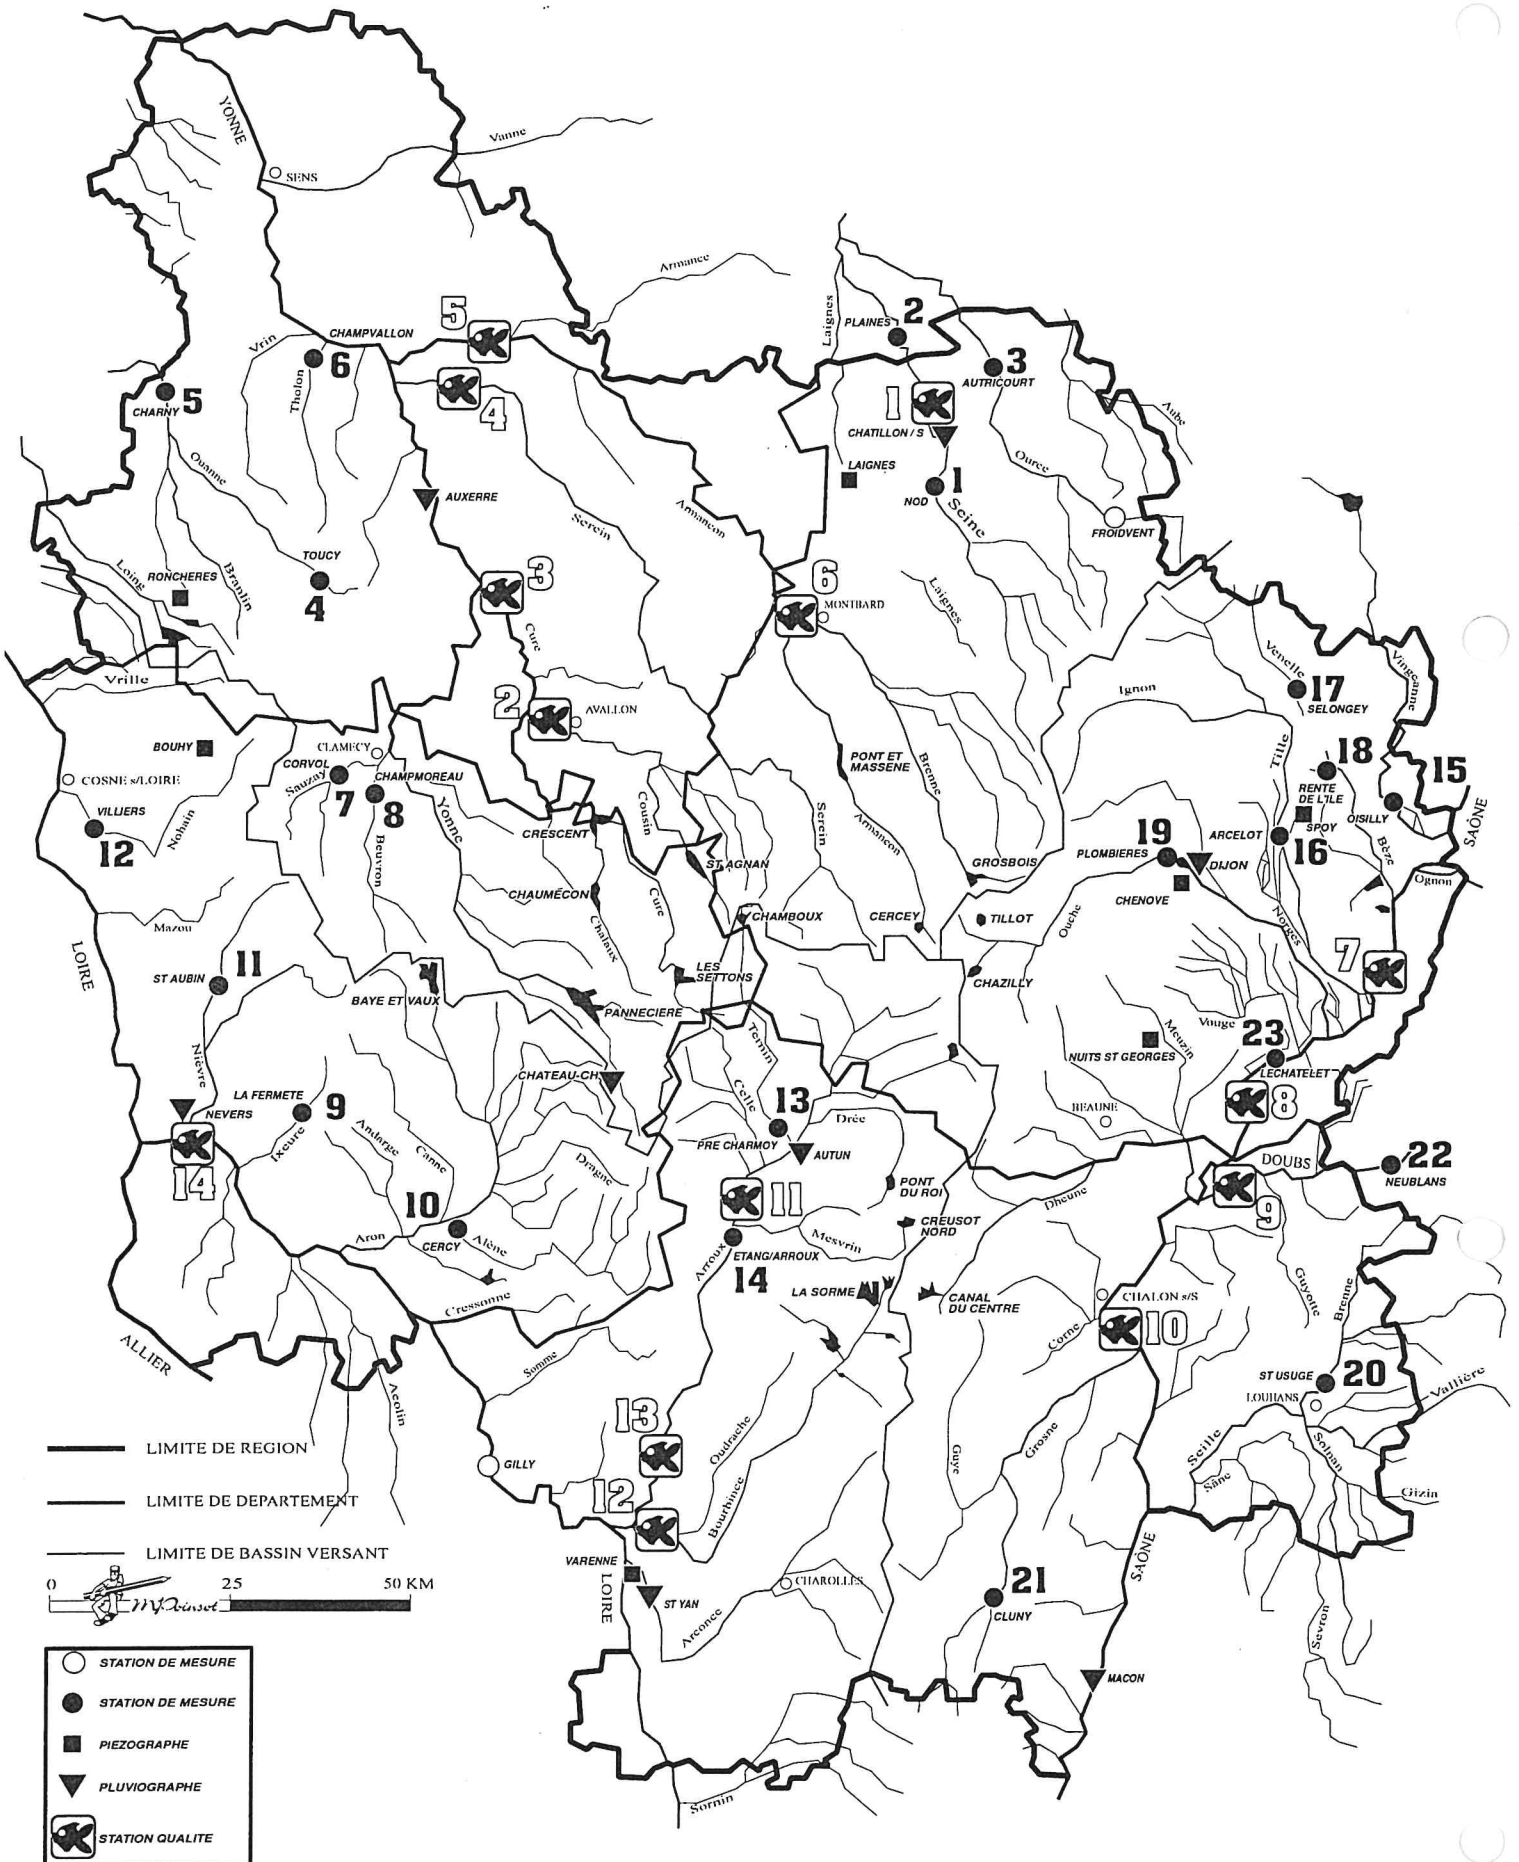 YONNE
Vanne
SENS
Armance
Laignes
5
CHAMPVALLON
PLAINES
2
Vrin
6
3
AUTRICOURT
Tholon
4
1
5
CHARNY
Aube
CHATILLON / S
LAIGNES
Ource
Ouanne
1
NOD
AUXERRE
Seine
Armançon
Serein
FROIDVENT
TOUCY
Loing
RONCHERES
Branlin
3
6
4
MONTBARD
Laignes
Cure
Venelle
Vingeanne
Vrille
Ignon
17
SELONGEY
2
AVALLON
BOUHY
CLAMECY
Tille
18
CORVOL
PONT ET
MASSENE
15
COSNE s/LOIRE
Sauzay
CHAMPMOREAU
Brenne
RENTE
DE L'ILE
7
8
Yonne
Cousin
Serein
SAÔNE
VILLIERS
Nohain
SPOY
OISILLY
12
CRESCENT
Armançon
19
ARCELOT
16
Bèze
Beuvron
PLOMBIERES
DIJON
ST AGNAN
GROSBOIS
Ognon
CHAUMECON
Cure
CHENOVE
Mazou
Chalaux
CHAMBOUX
CERCEY
TILLOT
Ouche
Norges
LOIRE
7
11
ST AUBIN
LES
SETTONS
BAYE ET VAUX
CHAZILLY
PANNECIERE
Vouge
23
Meuzin
Ternin
NUITS ST GEORGES
Nièvre
CHATEAU-CH
LECHATELET
LA FERMETE
Celle
8
NEVERS
9
13
BEAUNE
Drée
Andarge
Canne
PRE CHARMOY
Ixeure
AUTUN
DOUBS
22
14
Dragne
NEUBLANS
11
PONT
DU ROI
9
10
Dheune
CREUSOT
NORD
Aron
Alène
Mesvrin
CERCY
Arroux
ETANG/ARROUX
14
Guyotte
Brenne
LA SORME
CANAL
DU CENTRE
CHALON s/S
Cressonne
Corne
10
ALLIER
Somme
ST USUGE
20
Acolin
LOUHANS
Vallière
13
Oudrache
Seille
Solnan
Grosne
Guye
LIMITE DE REGION
GILLY
Sâne
12
Gizin
LIMITE DE DEPARTEMENT
Bourbince
SAÔNE
LIMITE DE BASSIN VERSANT
VARENNE
0
25
50 KM
21
CHAROLLES
LOIRE
ST YAN
CLUNY
Arconce
Sevron
STATION DE MESURE
MACON
STATION DE MESURE
PIEZOGRAPHE
PLUVIOGRAPHE
Sornin
STATION QUALITE